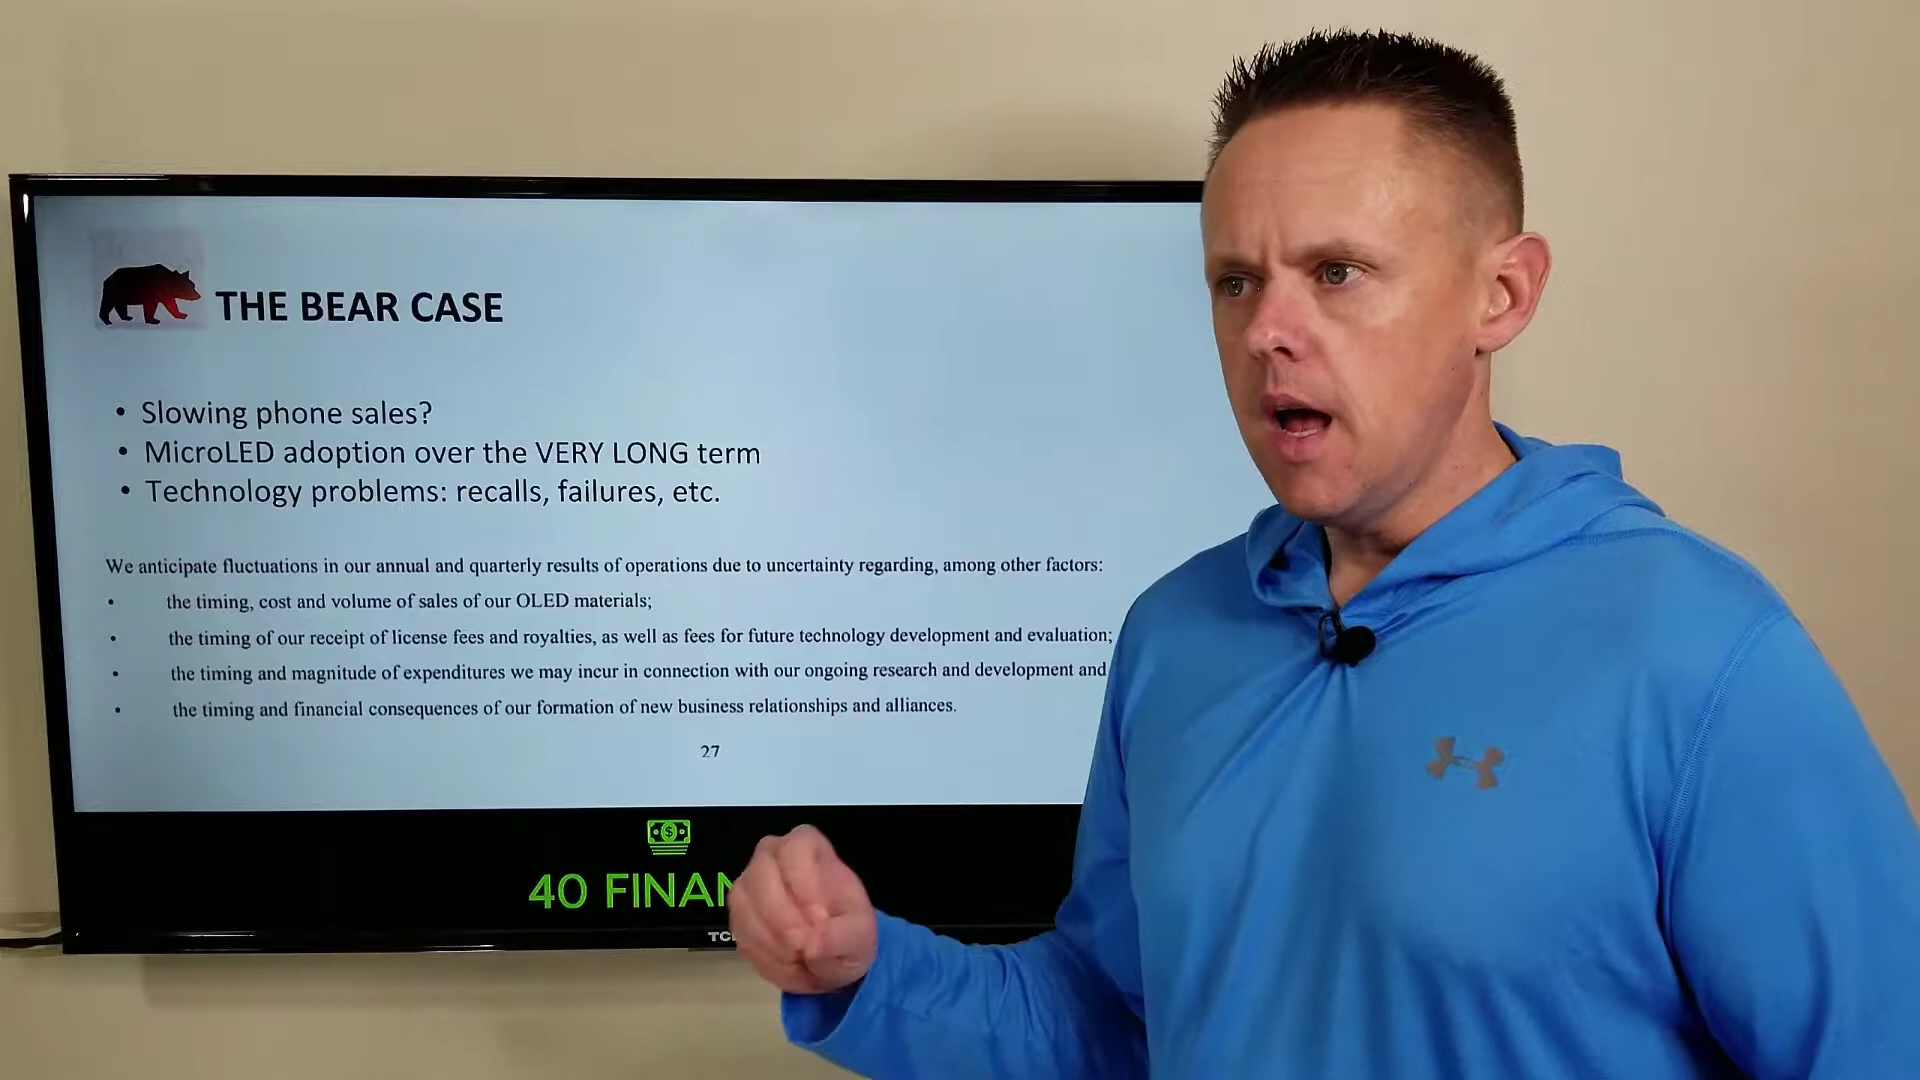 THE BEAR CASE
• Slowing phone sales?
• MicroLED adoption over the VERY LONG term
• Technology problems: recalls, failures, etc.
We anticipate fluctuations in our annual and quarterly results of operations due to uncertainty regarding, among other factors:
• the timing, cost and volume of sales of our OLED materials;
• the timing of our receipt of license fees and royalties, as well as fees for future technology development and evaluation;
• the timing and magnitude of expenditures we may incur in connection with our ongoing research and development and
• the timing and financial consequences of our formation of new business relationships and alliances.
27
40